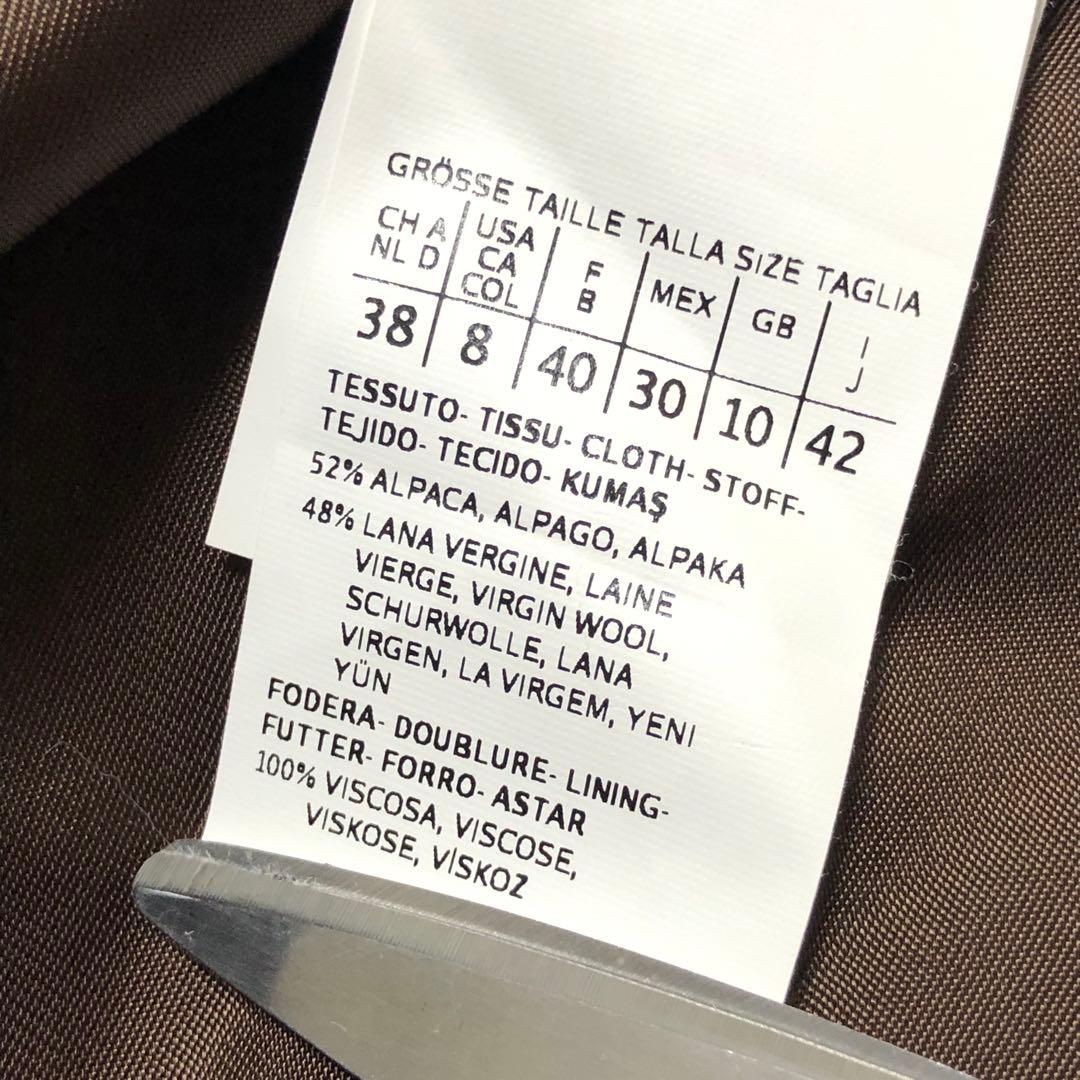 GRÖSSE TAILLE TALLA SIZE TAGLIA
CH A NL D | USA CA COL | F B | MEX | GB | I J
38 | 8 | 40 | 30 | 10 | 42
TESSUTO- TISSU- CLOTH- STOFF-
TEJIDO- TECIDO- KUMAŞ
52% ALPACA, ALPAGO, ALPAKA
48% LANA VERGINE, LAINE
VIERGE, VIRGIN WOOL,
SCHURWOLLE, LANA
VIRGEN, LA VIRGEM, YENI
YÜN
FODERA- DOUBLURE- LINING-
FUTTER- FORRO- ASTAR
100% VISCOSA, VISCOSE,
VISKOSE, VİSKOZ